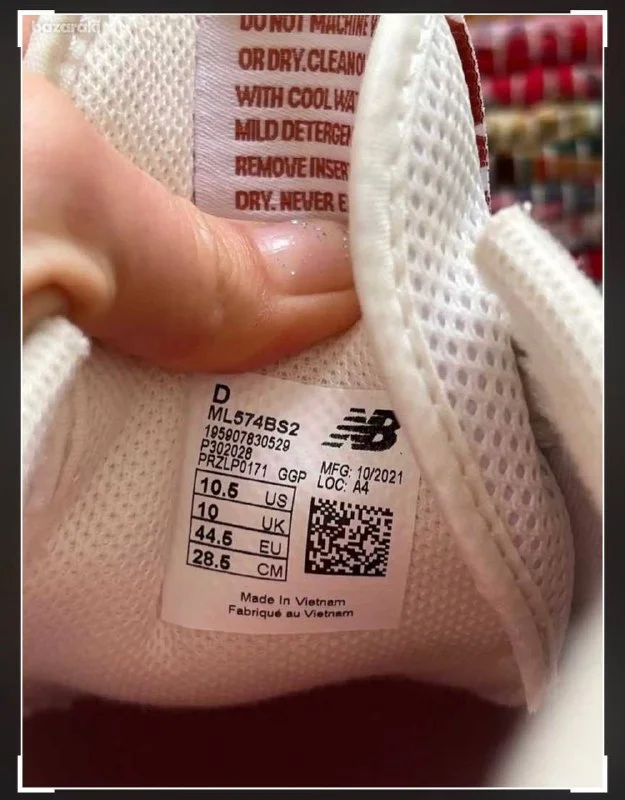 bazaraki
DO NOT MACHINE
OR DRY. CLEAN
WITH COOL WA
MILD DETERGEN
REMOVE INSER
DRY. NEVER E
D
ML574BS2
195907830529
P302028
PRZLP0171 GGP
NB
MFG: 10/2021
LOC: A4
10.5 US
10 UK
44.5 EU
28.5 CM
Made In Vietnam
Fabriqué au Vietnam